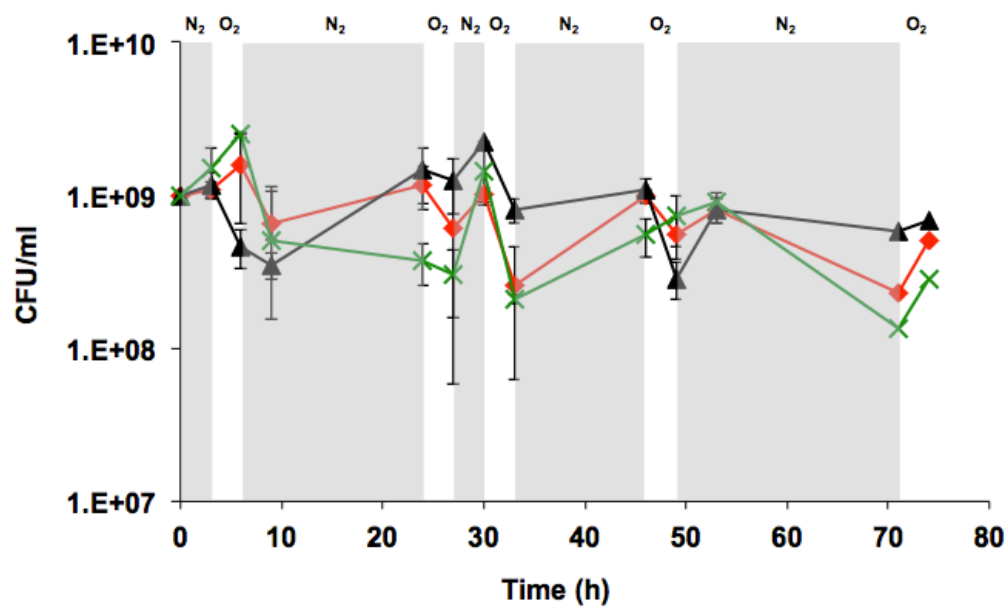 N₂ O₂ N₂ O₂ N₂ O₂ N₂ O₂ N₂ O₂
1.E+10
1.E+09
1.E+08
1.E+07
CFU/ml
0 10 20 30 40 50 60 70 80
Time (h)